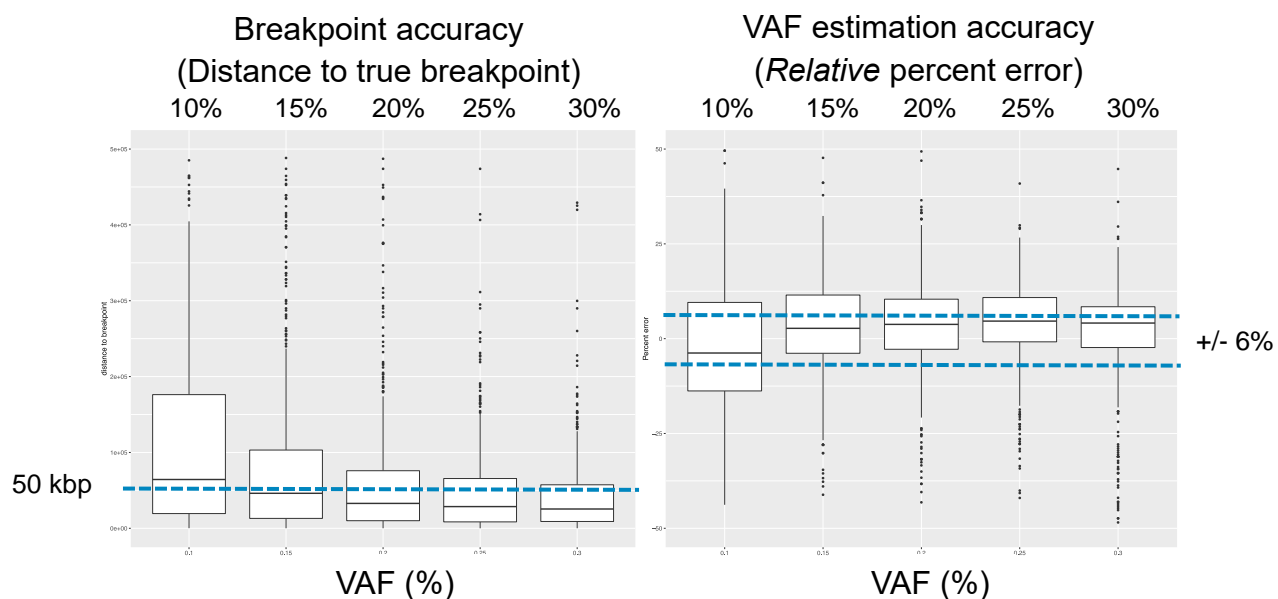 Breakpoint accuracy
(Distance to true breakpoint)
10% 15% 20% 25% 30%
5e+05
4e+05
3e+05
2e+05
1e+05
0e+00
distance to breakpoint
50 kbp
0.1 0.15 0.2 0.25 0.3
VAF (%)
VAF estimation accuracy
(Relative percent error)
10% 15% 20% 25% 30%
50
25
0
−25
−50
Percent error
+/- 6%
0.1 0.15 0.2 0.25 0.3
VAF (%)